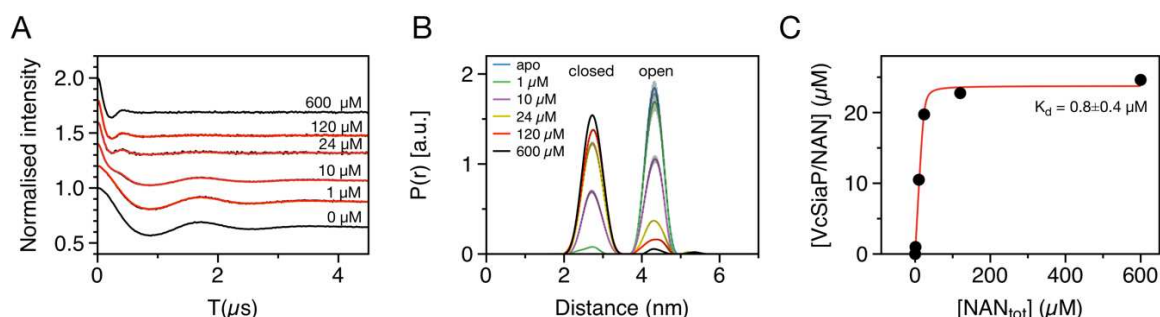 A
Normalised intensity
2.0
1.5
1.0
0.5
600 µM
120 µM
24 µM
10 µM
1 µM
0 µM
0
2
4
T(µs)
B
P(r) [a.u.]
2
1
0
apo
1 µM
10 µM
24 µM
120 µM
600 µM
closed
open
0
2
4
6
Distance (nm)
C
[VcSiaP/NAN] (µM)
20
10
0
K_d = 0.8±0.4 µM
0
200
400
600
[NAN_tot] (µM)